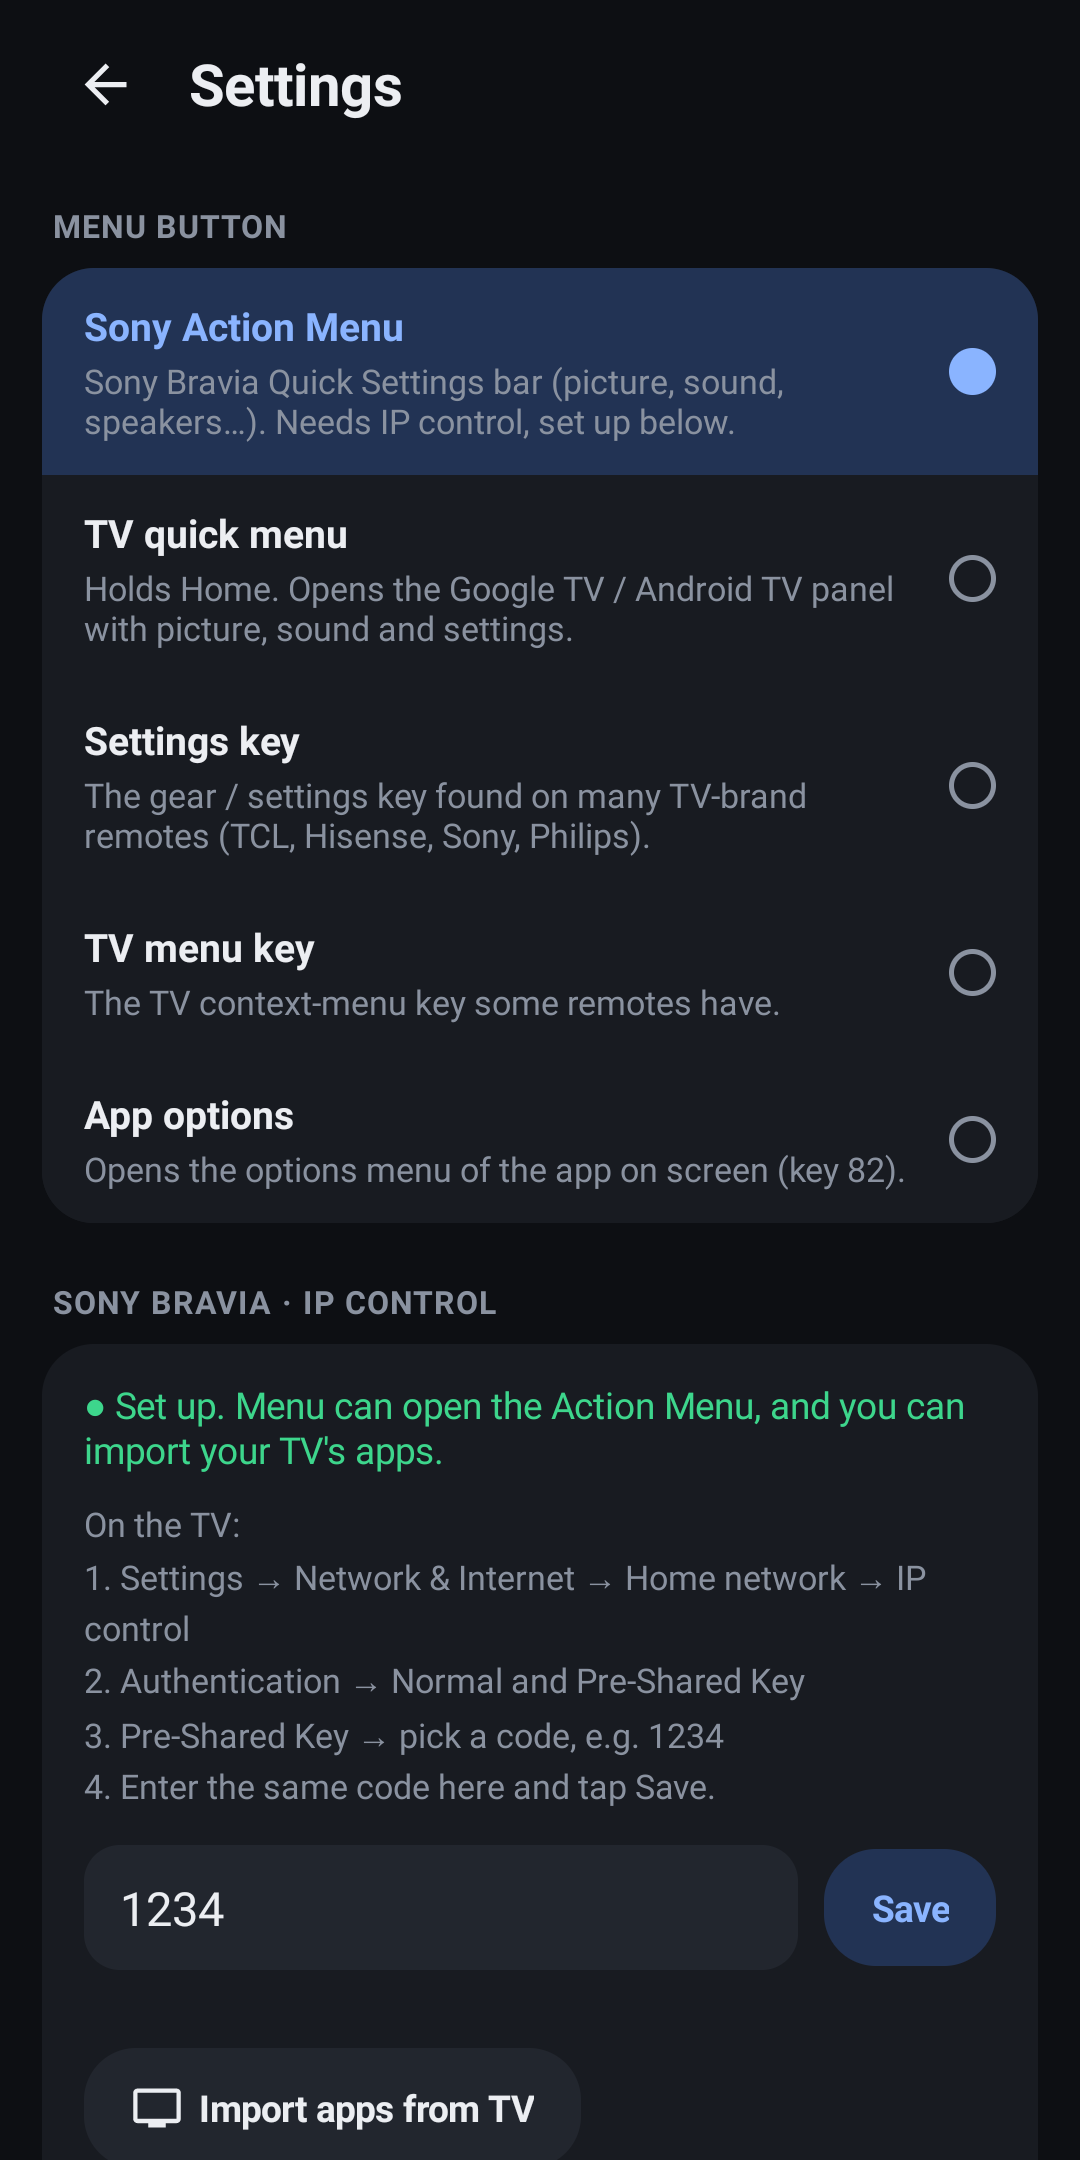 Settings
MENU BUTTON
Sony Action Menu
Sony Bravia Quick Settings bar (picture, sound,
speakers…). Needs IP control, set up below.
TV quick menu
Holds Home. Opens the Google TV / Android TV panel
with picture, sound and settings.
Settings key
The gear / settings key found on many TV-brand
remotes (TCL, Hisense, Sony, Philips).
TV menu key
The TV context-menu key some remotes have.
App options
Opens the options menu of the app on screen (key 82).
SONY BRAVIA · IP CONTROL
● Set up. Menu can open the Action Menu, and you can
import your TV's apps.
On the TV:
1. Settings → Network & Internet → Home network → IP
control
2. Authentication → Normal and Pre-Shared Key
3. Pre-Shared Key → pick a code, e.g. 1234
4. Enter the same code here and tap Save.
1234
Save
Import apps from TV